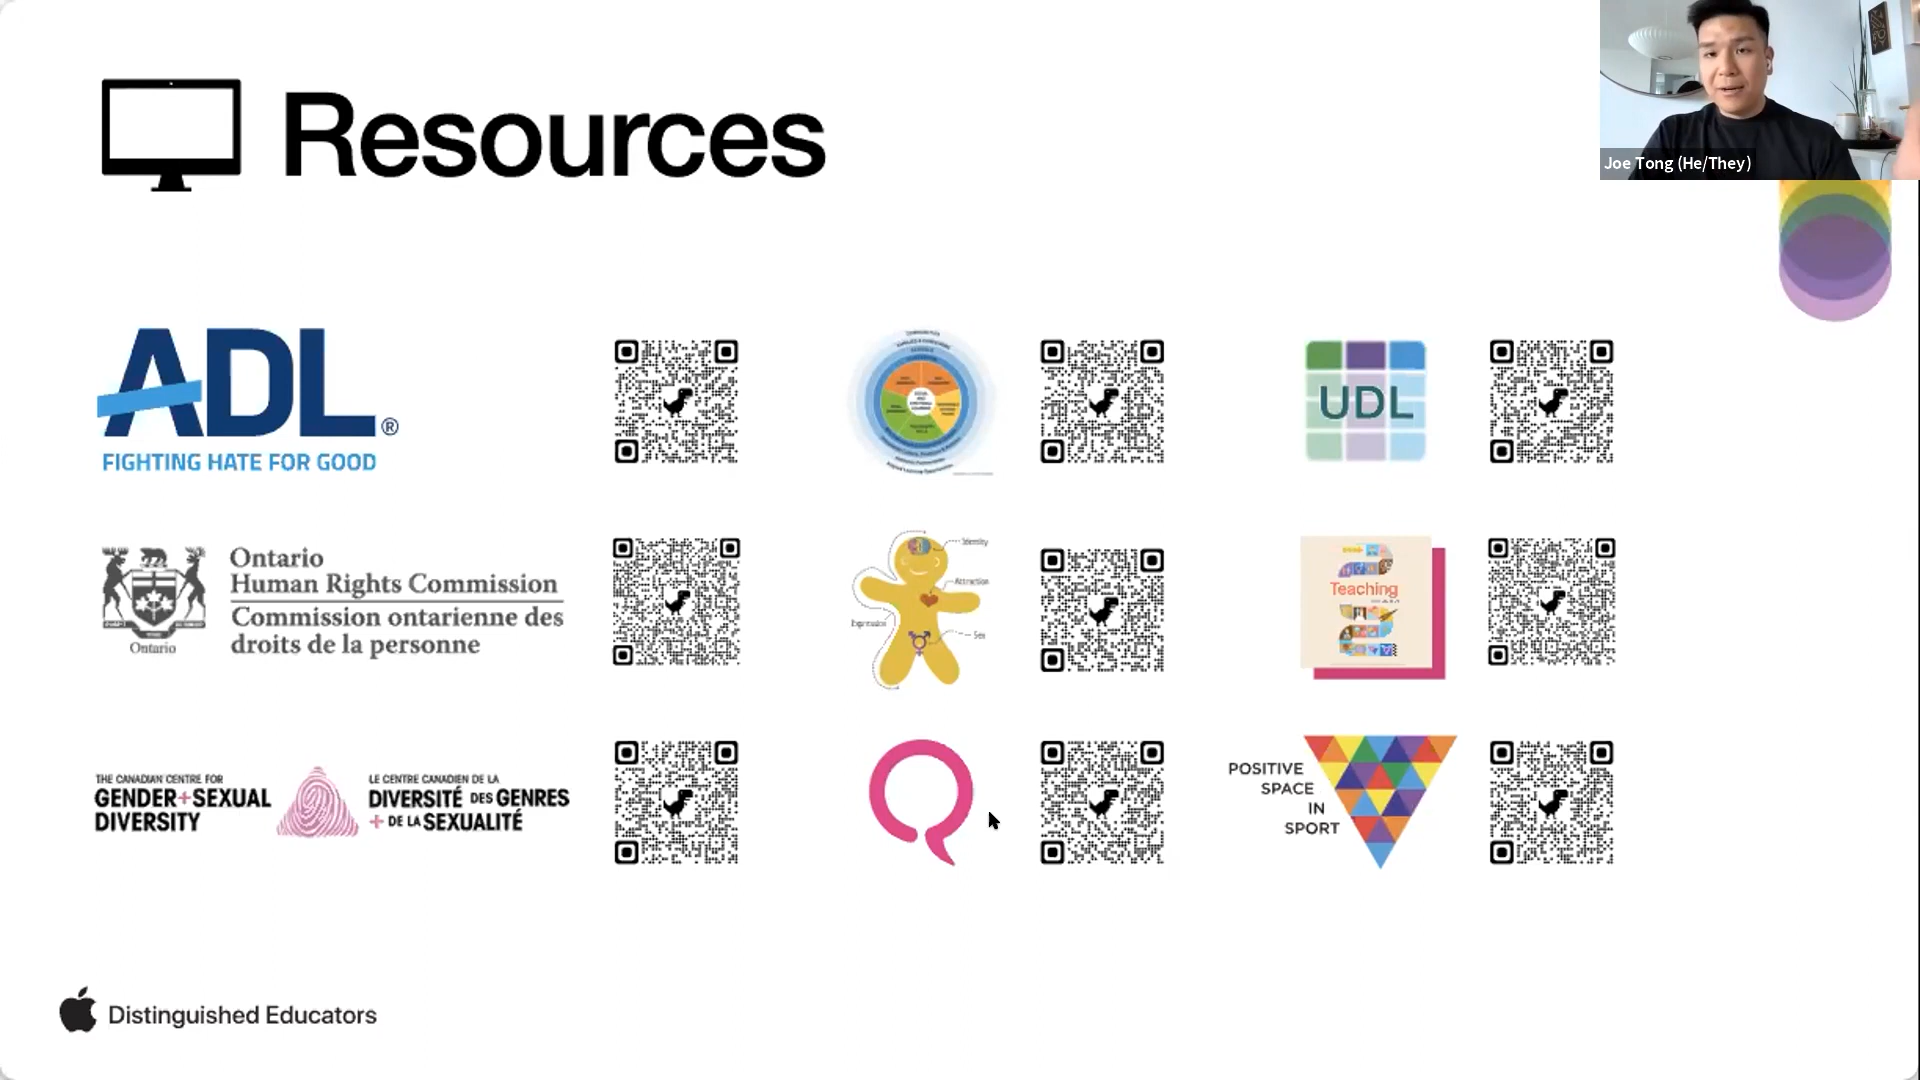 Resources
Joe Tong (He/They)
ADL®
FIGHTING HATE FOR GOOD
UDL
Ontario
Human Rights Commission
Commission ontarienne des
droits de la personne
Ontario
Identity
Attraction
Expression
Sex
Teaching
THE CANADIAN CENTRE FOR
GENDER+SEXUAL
DIVERSITY
LE CENTRE CANADIEN DE LA
DIVERSITÉ DES GENRES
+ DE LA SEXUALITÉ
POSITIVE
SPACE
IN
SPORT
Distinguished Educators